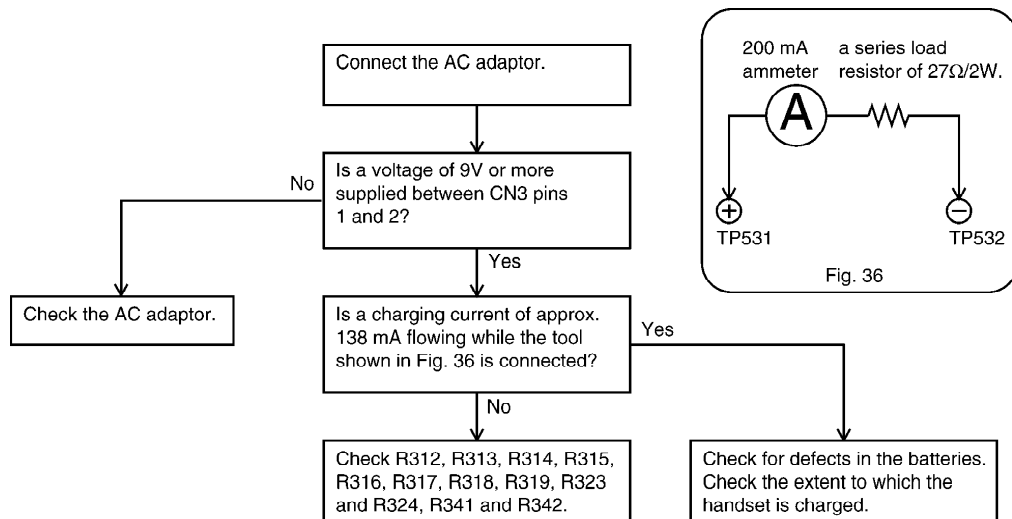 Connect the AC adaptor.
Is a voltage of 9V or more
supplied between CN3 pins
1 and 2?
No
Yes
Check the AC adaptor.
Is a charging current of approx.
138 mA flowing while the tool
shown in Fig. 36 is connected?
Yes
No
Check R312, R313, R314, R315,
R316, R317, R318, R319, R323
and R324, R341 and R342.
Check for defects in the batteries.
Check the extent to which the
handset is charged.
200 mA
ammeter
a series load
resistor of 27Ω/2W.
A
+
−
TP531
TP532
Fig. 36